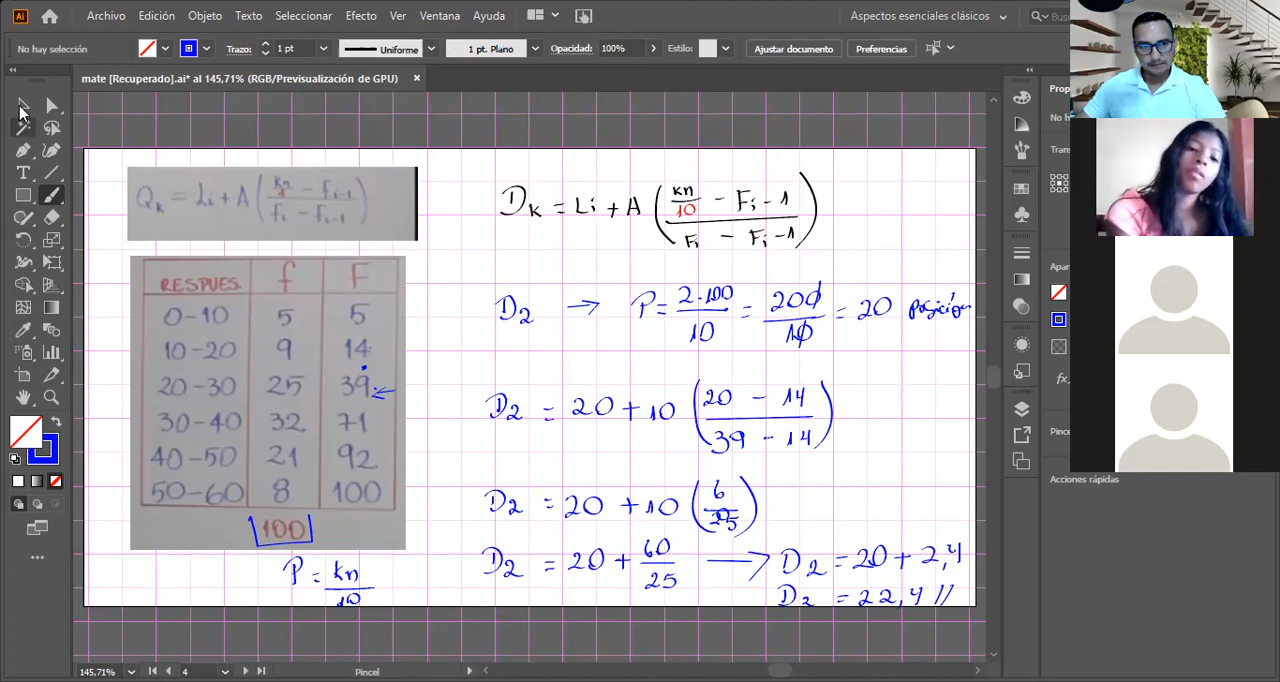 Ai
Archivo Edición Objeto Texto Seleccionar Efecto Ver Ventana Ayuda
Aspectos esenciales clásicos
No hay selección Trazo: 1 pt Uniforme 1 pt. Plano Opacidad: 100% Estilo: Ajustar documento Preferencias
mate [Recuperado].ai* al 145,71% (RGB/Previsualización de GPU)
Qk = Li + A (kn/4 - Fi-1 / Fi - Fi-1)
Dk = Li + A (kn/10 - Fi-1 / Fi - Fi-1)
RESPUES f F
0-10 5 5
10-20 9 14
20-30 25 39
30-40 32 71
40-50 21 92
50-60 8 100
100
P = kn/10
D2 → P = 2·100/10 = 200/10 = 20 posición
D2 = 20 + 10 (20 - 14 / 39 - 14)
D2 = 20 + 10 (6/25)
D2 = 20 + 60/25 → D2 = 20 + 2,4
D2 = 22,4 //
Acciones rápidas
145,71% 4 Pincel